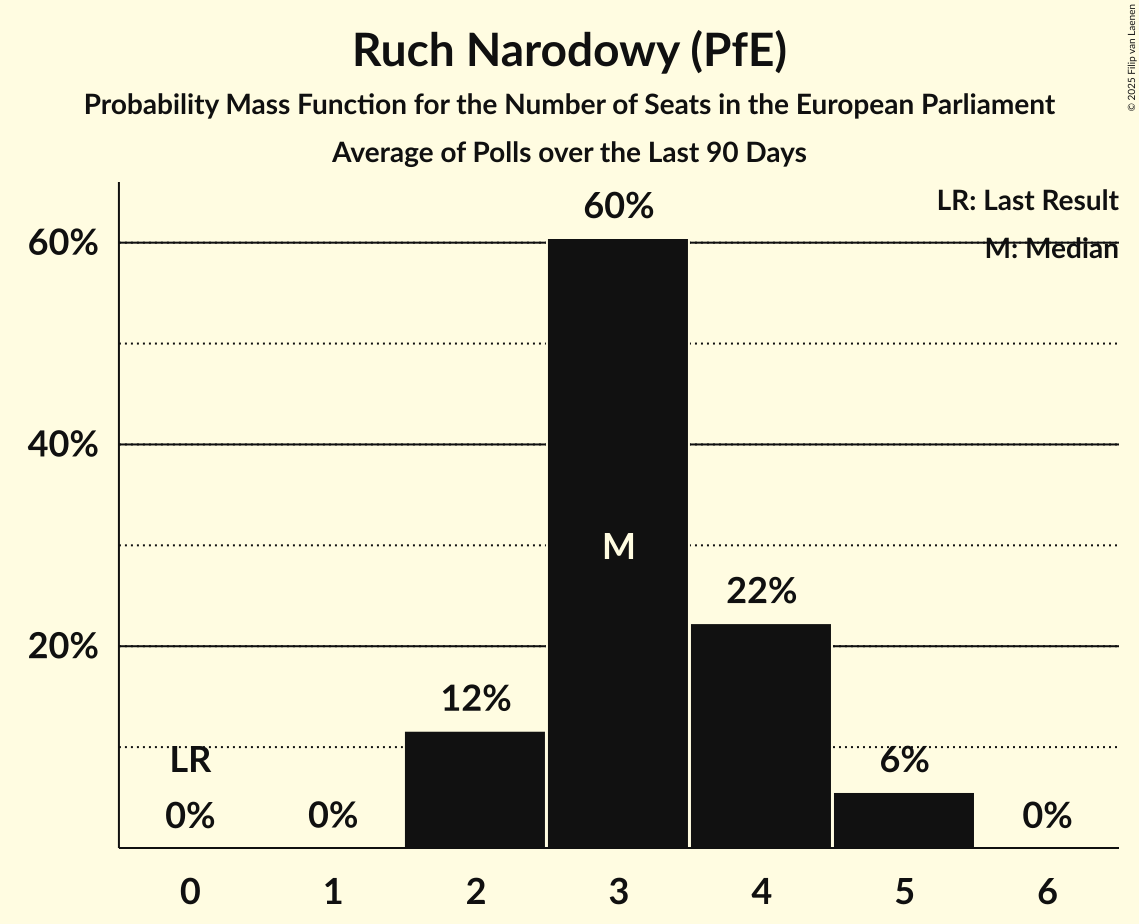 Ruch Narodowy (PfE)
Probability Mass Function for the Number of Seats in the European Parliament
Average of Polls over the Last 90 Days
© 2025 Filip van Laenen
LR: Last Result
M: Median
60%
40%
20%
60%
M
22%
12%
LR
6%
0%
0%
0%
0 1 2 3 4 5 6